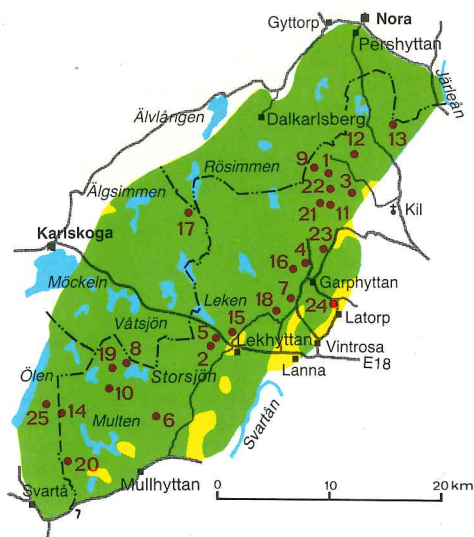 Nora
Gyttorp
Pershyttan
Järleån
Älvlången
Dalkarlsberg
13
12
Rösimmen
9
1
Älgsimmen
22
3
21
11
Kil
17
Karlskoga
23
4
16
Möckeln
Garphyttan
7
Leken
24
18
Latorp
Våtsjön
15
5
Lekhyttan
Vintrosa
2
E18
8
19
Storsjön
Lanna
Ölen
10
25
14
Multen
6
Svartån
20
Mullhyttan
Svartå
0
10
20 km